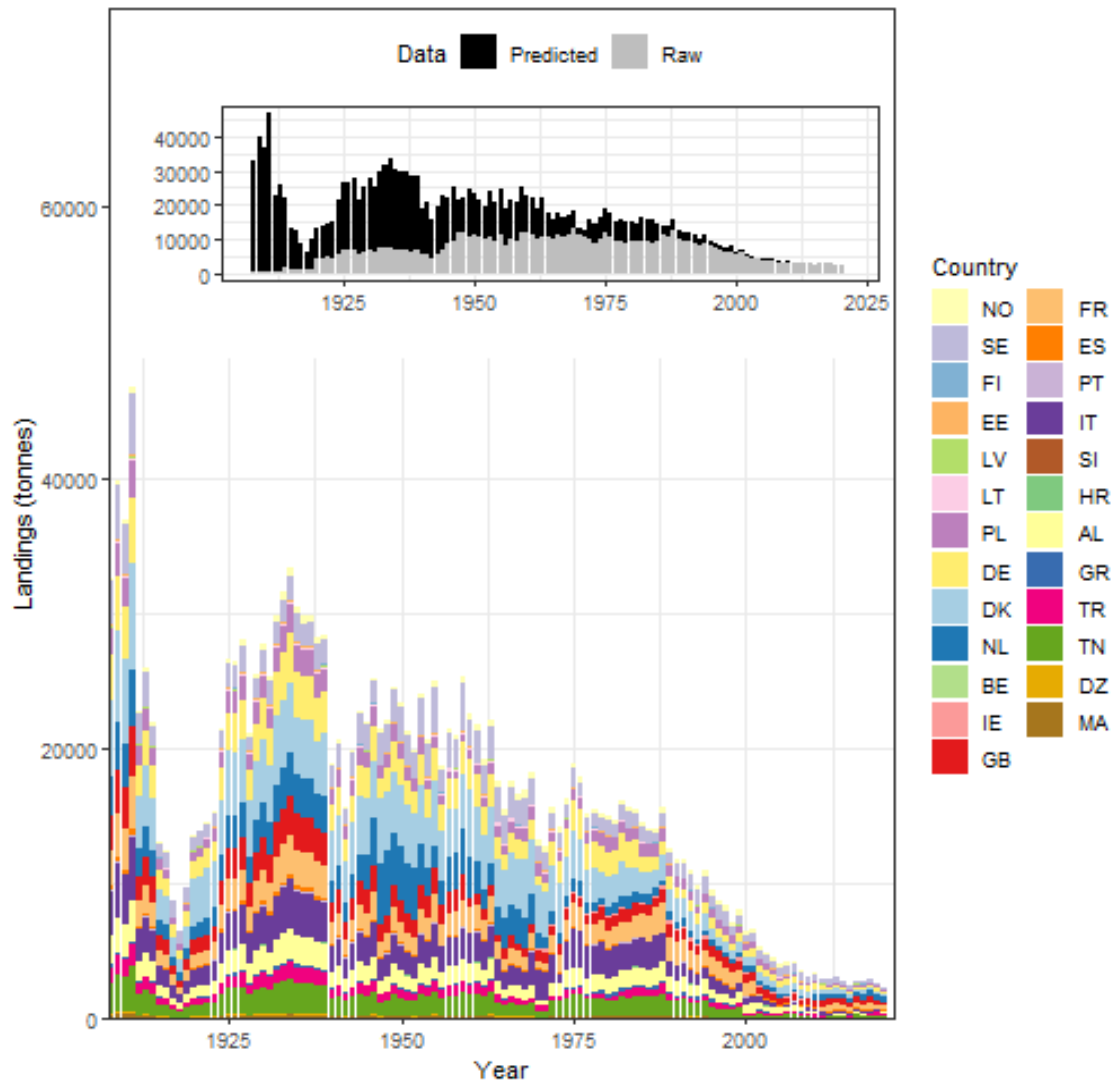 Data Predicted Raw
40000
30000
20000
10000
0
1925 1950 1975 2000 2025
60000
40000
20000
0
Landings (tonnes)
1925 1950 1975 2000
Year
Country
NO FR
SE ES
FI PT
EE IT
LV SI
LT HR
PL AL
DE GR
DK TR
NL TN
BE DZ
IE MA
GB